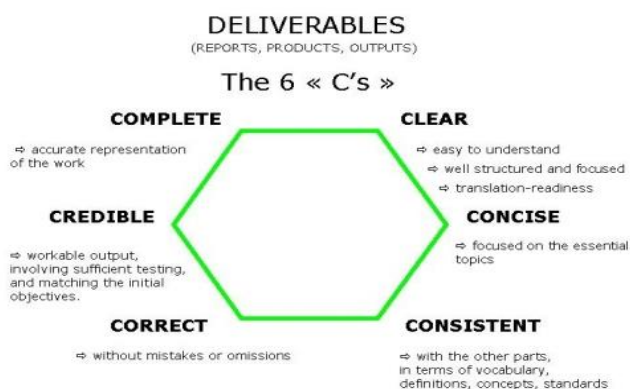 DELIVERABLES
(REPORTS, PRODUCTS, OUTPUTS)
The 6 « C's »
COMPLETE
⇨ accurate representation
of the work
CLEAR
⇨ easy to understand
⇨ well structured and focused
⇨ translation-readiness
CREDIBLE
⇨ workable output,
involving sufficient testing,
and matching the initial
objectives.
CONCISE
⇨ focused on the essential
topics
CORRECT
⇨ without mistakes or omissions
CONSISTENT
⇨ with the other parts,
in terms of vocabulary,
definitions, concepts, standards